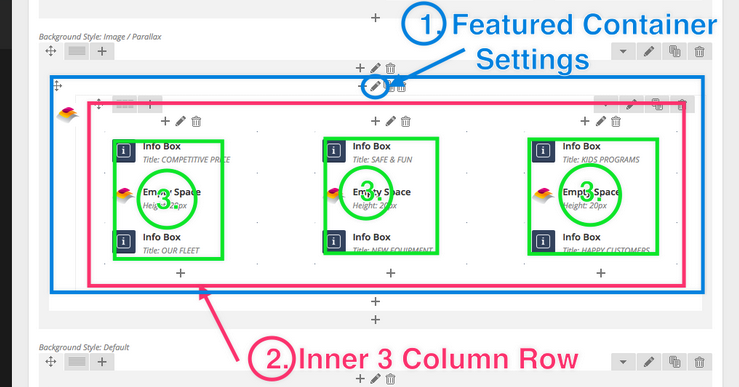 Background Style: Image / Parallax
1. Featured Container
Settings
Info Box
Title: COMPETITIVE PRICE
Info Box
Title: SAFE & FUN
Info Box
Title: KIDS PROGRAMS
Empty Space
Height: 20px
3.
Empty Space
Height: 20px
3.
Empty Space
Height: 20px
3.
Info Box
Title: OUR FLEET
Info Box
Title: NEW EQUIPMENT
Info Box
Title: HAPPY CUSTOMERS
Background Style: Default
2. Inner 3 Column Row